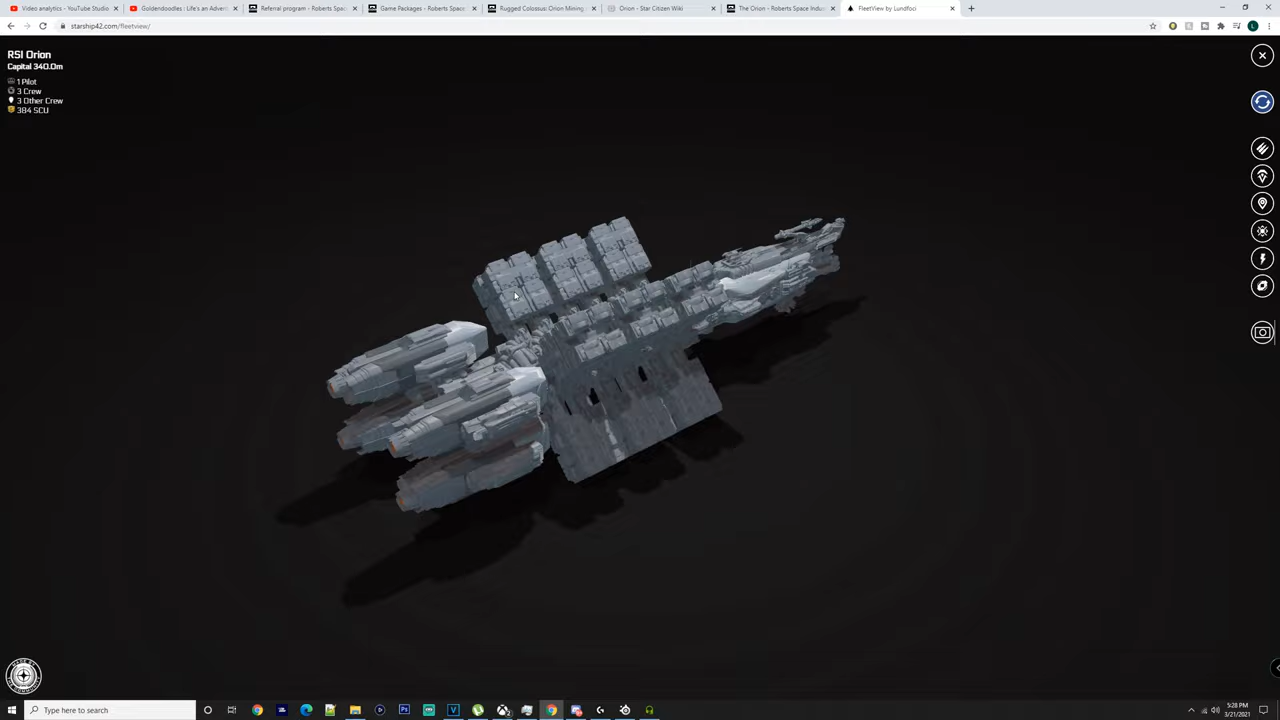 Video analytics - YouTube Studio
Goldendoodles : Life's an Adven
Referral program - Roberts Spac
Game Packages - Roberts Space
Rugged Colossus: Orion Mining
Orion - Star Citizen Wiki
The Orion - Roberts Space Indus
FleetView by Lundfoci
starship42.com/fleetview/
RSI Orion
Capital 340.0m
1 Pilot
3 Crew
3 Other Crew
384 SCU
Type here to search
5:28 PM
3/21/2021